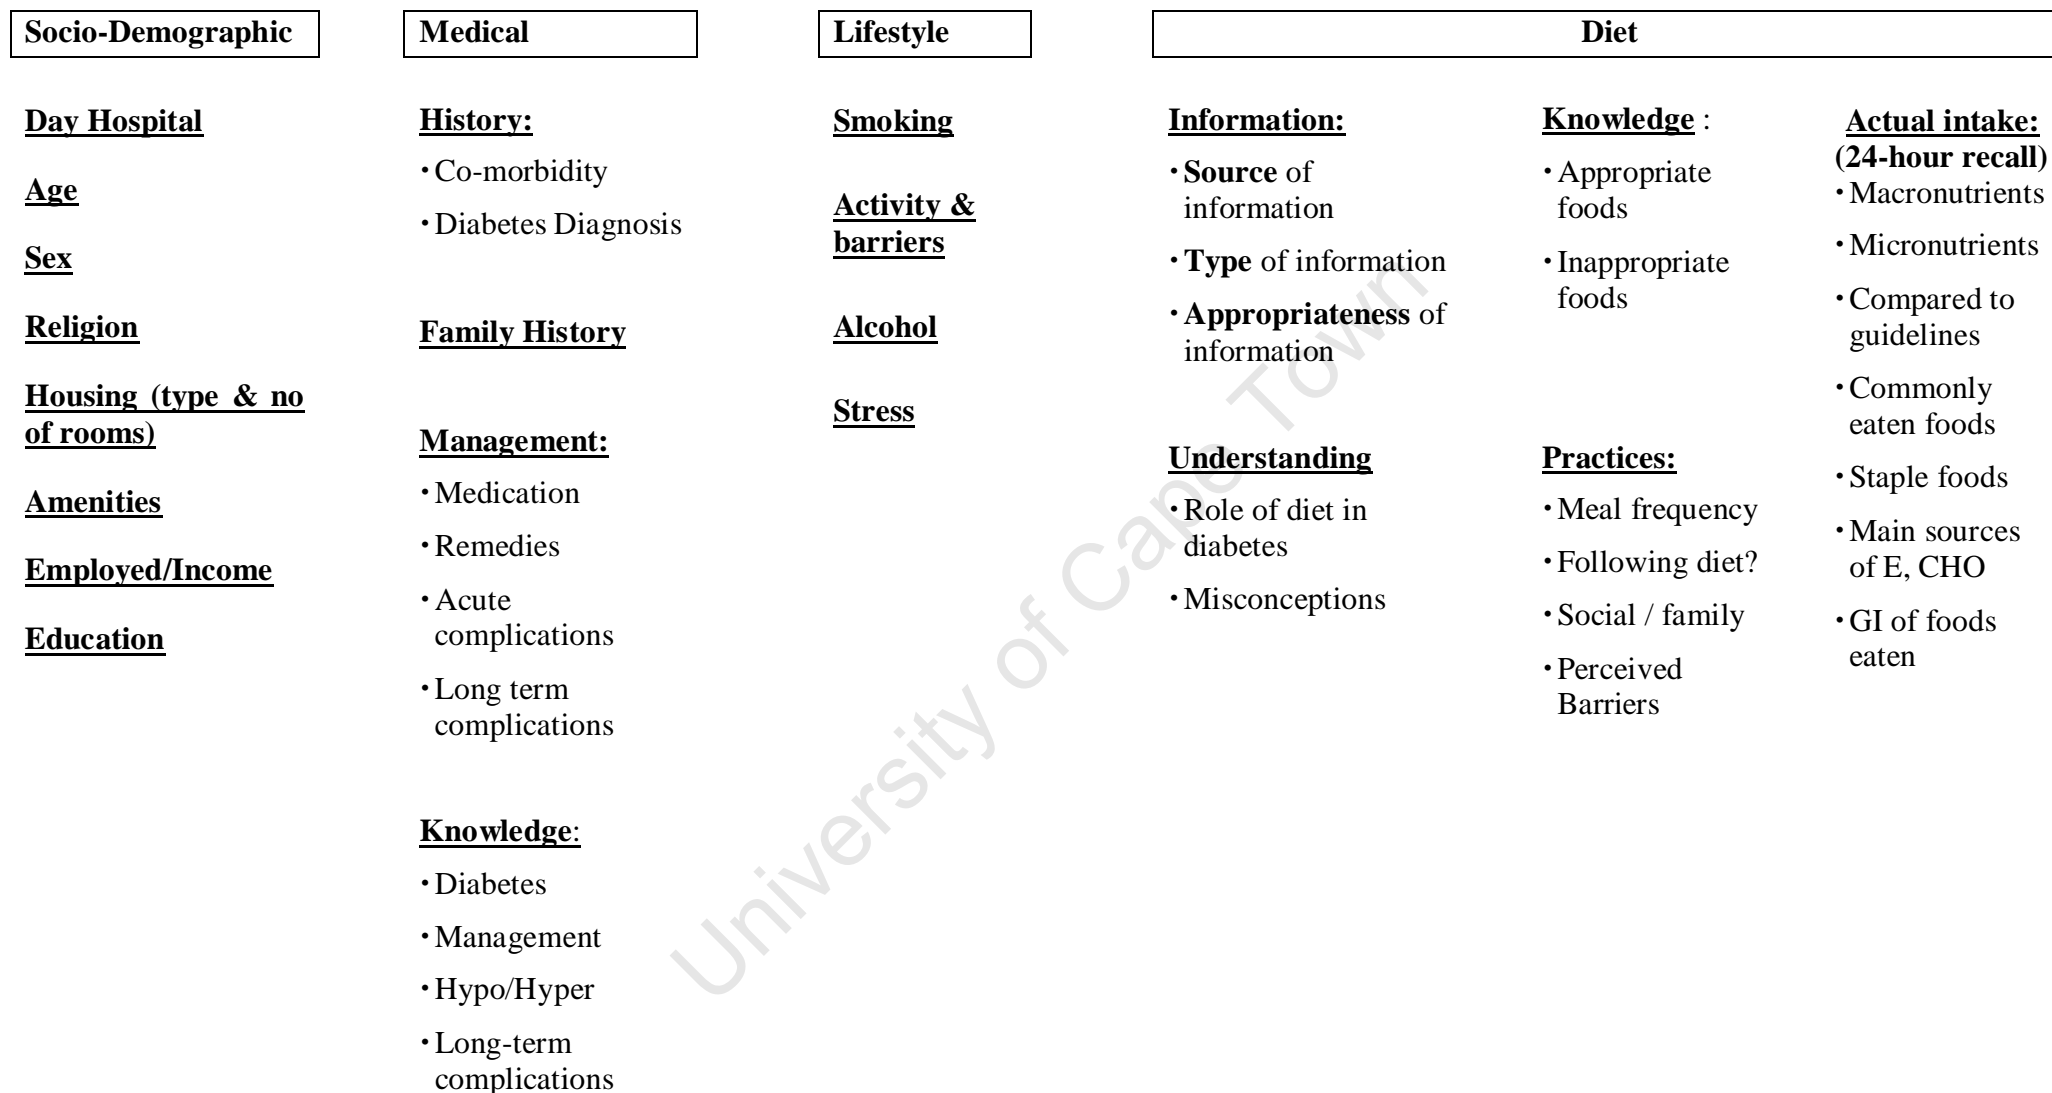 Socio-Demographic
Day Hospital
Age
Sex
Religion
Housing (type & no
of rooms)
Amenities
Employed/Income
Education
Medical
History:
· Co-morbidity
· Diabetes Diagnosis
Family History
Management:
· Medication
· Remedies
· Acute
complications
· Long term
complications
Knowledge:
· Diabetes
· Management
· Hypo/Hyper
· Long-term
complications
Lifestyle
Smoking
Activity &
barriers
Alcohol
Stress
Diet
Information:
· Source of
information
· Type of information
· Appropriateness of
information
Understanding
· Role of diet in
diabetes
· Misconceptions
Knowledge :
· Appropriate
foods
· Inappropriate
foods
Practices:
· Meal frequency
· Following diet?
· Social / family
· Perceived
Barriers
Actual intake:
(24-hour recall)
· Macronutrients
· Micronutrients
· Compared to
guidelines
· Commonly
eaten foods
· Staple foods
· Main sources
of E, CHO
· GI of foods
eaten
University of Cape Town